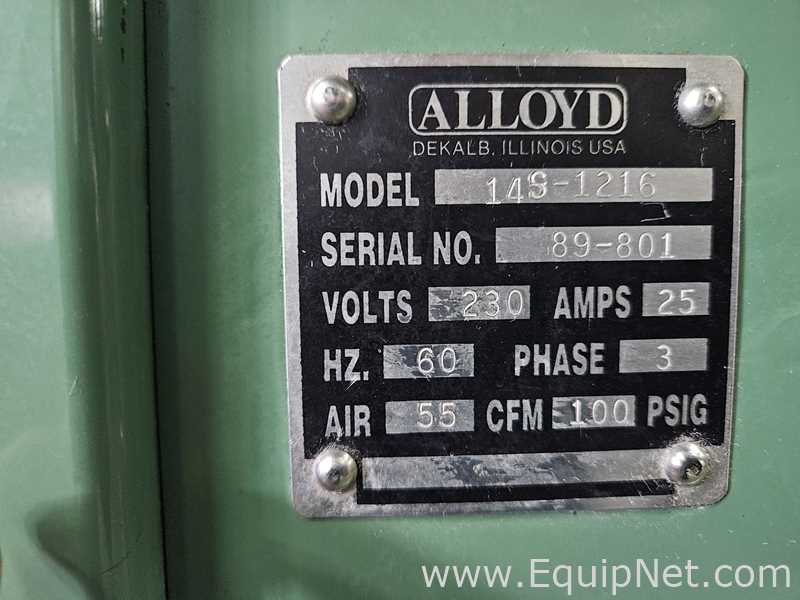 ALLOYD
DEKALB, ILLINOIS USA
MODEL 14S-1216
SERIAL NO. 89-801
VOLTS 230 AMPS 25
HZ. 60 PHASE 3
AIR 55 CFM 100 PSIG
www.EquipNet.com